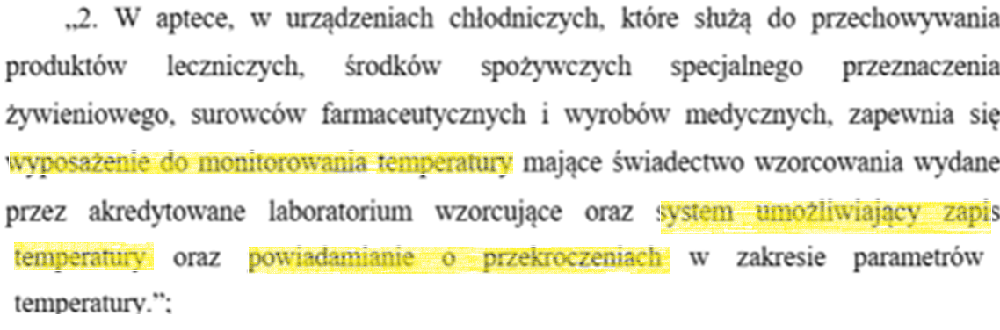 „2. W aptece, w urządzeniach chłodniczych, które służą do przechowywania
produktów leczniczych, środków spożywczych specjalnego przeznaczenia
żywieniowego, surowców farmaceutycznych i wyrobów medycznych, zapewnia się
wyposażenie do monitorowania temperatury mające świadectwo wzorcowania wydane
przez akredytowane laboratorium wzorcujące oraz system umożliwiający zapis
temperatury oraz powiadamianie o przekroczeniach w zakresie parametrów
temperatury.”;